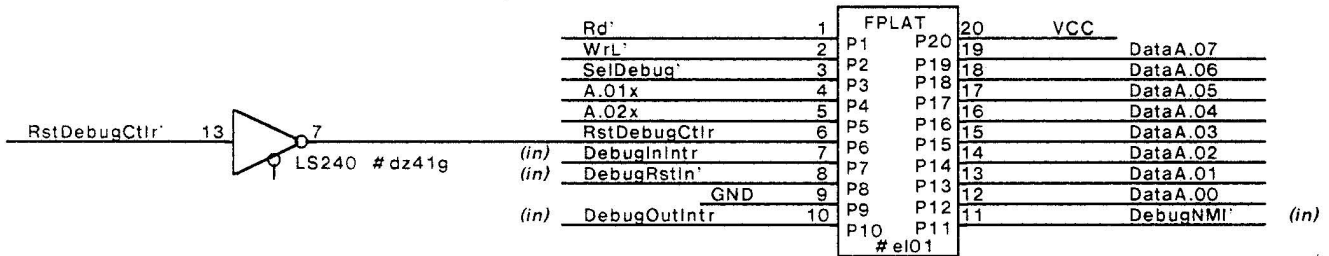 FPLAT
Rd' 1 P1 P20 20 VCC
WrL' 2 P2 P19 19 DataA.07
SelDebug' 3 P3 P18 18 DataA.06
A.01x 4 P4 P17 17 DataA.05
A.02x 5 P5 P16 16 DataA.04
RstDebugCtlr' 13 7 RstDebugCtlr 6 P6 P15 15 DataA.03
LS240 #dz41g
(in) DebugInIntr 7 P7 P14 14 DataA.02
(in) DebugRstIn' 8 P8 P13 13 DataA.01
GND 9 P9 P12 12 DataA.00
(in) DebugOutIntr 10 P10 P11 11 DebugNMI' (in)
#el01